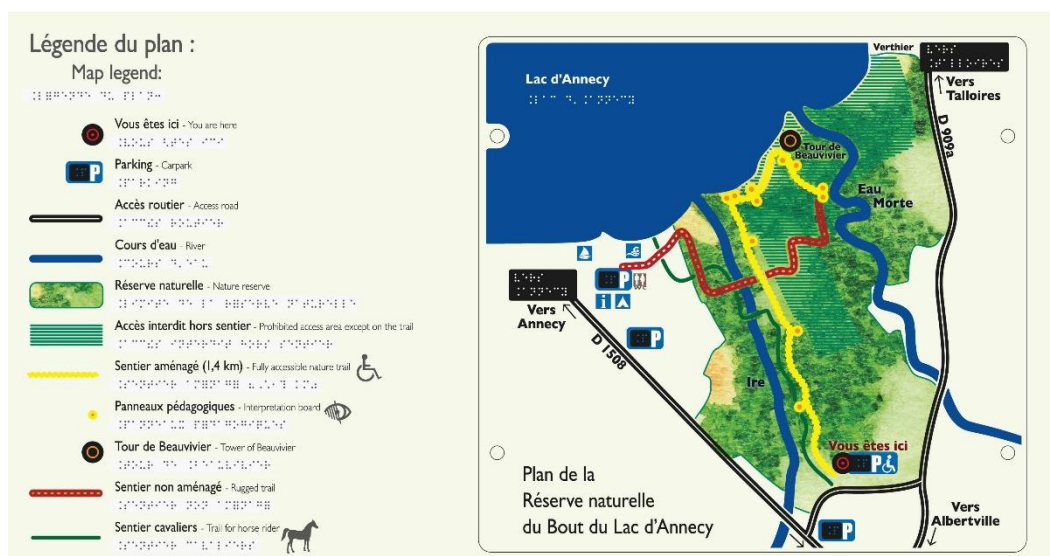 Légende du plan :
Map legend:
Vous êtes ici - You are here
P
Parking - Carpark
Accès routier - Access road
Cours d'eau - River
Réserve naturelle - Nature reserve
Accès interdit hors sentier - Prohibited access area except on the trail
Sentier aménagé (1,4 km) - Fully accessible nature trail
Panneaux pédagogiques - Interpretation board
Tour de Beauvivier - Tower of Beauvivier
Sentier non aménagé - Rugged trail
Sentier cavaliers - Trail for horse rider
Lac d'Annecy
Verthier
Vers
Talloires
D 909a
Tour de
Beauvivier
Eau
Morte
P
WC
i
Vers
Annecy
P
D 1508
Ire
Vous êtes ici
P
Plan de la
Réserve naturelle
du Bout du Lac d'Annecy
P
Vers
Albertville